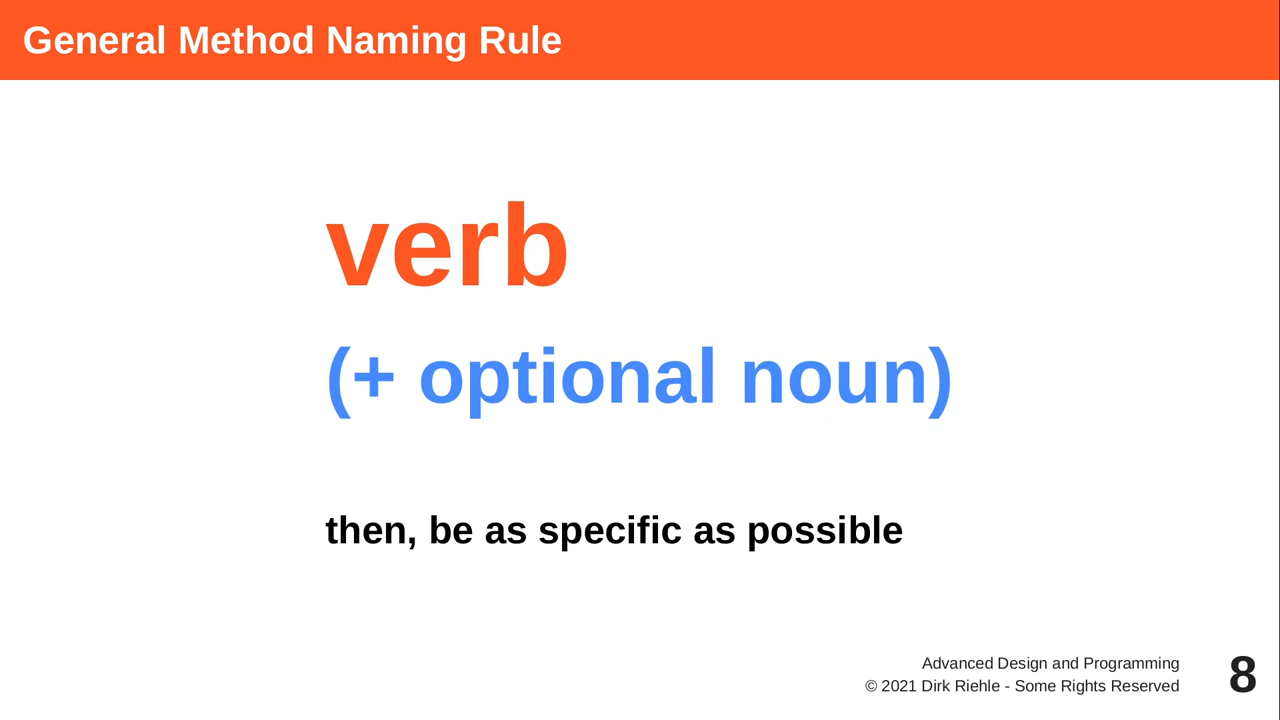 General Method Naming Rule
verb
(+ optional noun)
then, be as specific as possible
Advanced Design and Programming
© 2021 Dirk Riehle - Some Rights Reserved
8